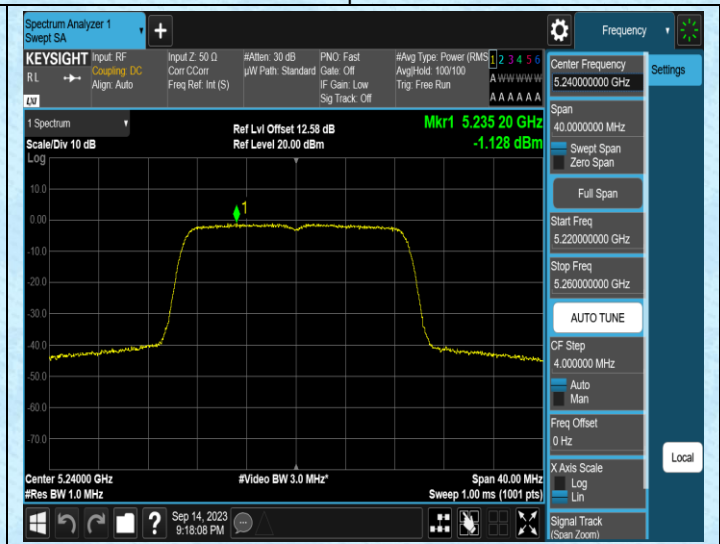 Spectrum Analyzer 1
Swept SA
+
Frequency
KEYSIGHT
RL
LXI
Input: RF
Coupling: DC
Align: Auto
Input Z: 50 Ω
Corr CCorr
Freq Ref: Int (S)
#Atten: 30 dB
µW Path: Standard
PNO: Fast
Gate: Off
IF Gain: Low
Sig Track: Off
#Avg Type: Power (RMS
Avg|Hold: 100/100
Trig: Free Run
1 2 3 4 5 6
A W W W W W
A A A A A A
1 Spectrum
Scale/Div 10 dB
Ref Lvl Offset 12.58 dB
Ref Level 20.00 dBm
Mkr1 5.235 20 GHz
-1.128 dBm
Log
10.0
0.00
-10.0
-20.0
-30.0
-40.0
-50.0
-60.0
-70.0
1
Center 5.24000 GHz
#Res BW 1.0 MHz
#Video BW 3.0 MHz*
Span 40.00 MHz
Sweep 1.00 ms (1001 pts)
Center Frequency
5.240000000 GHz
Span
40.0000000 MHz
Swept Span
Zero Span
Full Span
Start Freq
5.220000000 GHz
Stop Freq
5.260000000 GHz
AUTO TUNE
CF Step
4.000000 MHz
Auto
Man
Freq Offset
0 Hz
X Axis Scale
Log
Lin
Signal Track
(Span Zoom)
Settings
Local
?
Sep 14, 2023
9:18:08 PM